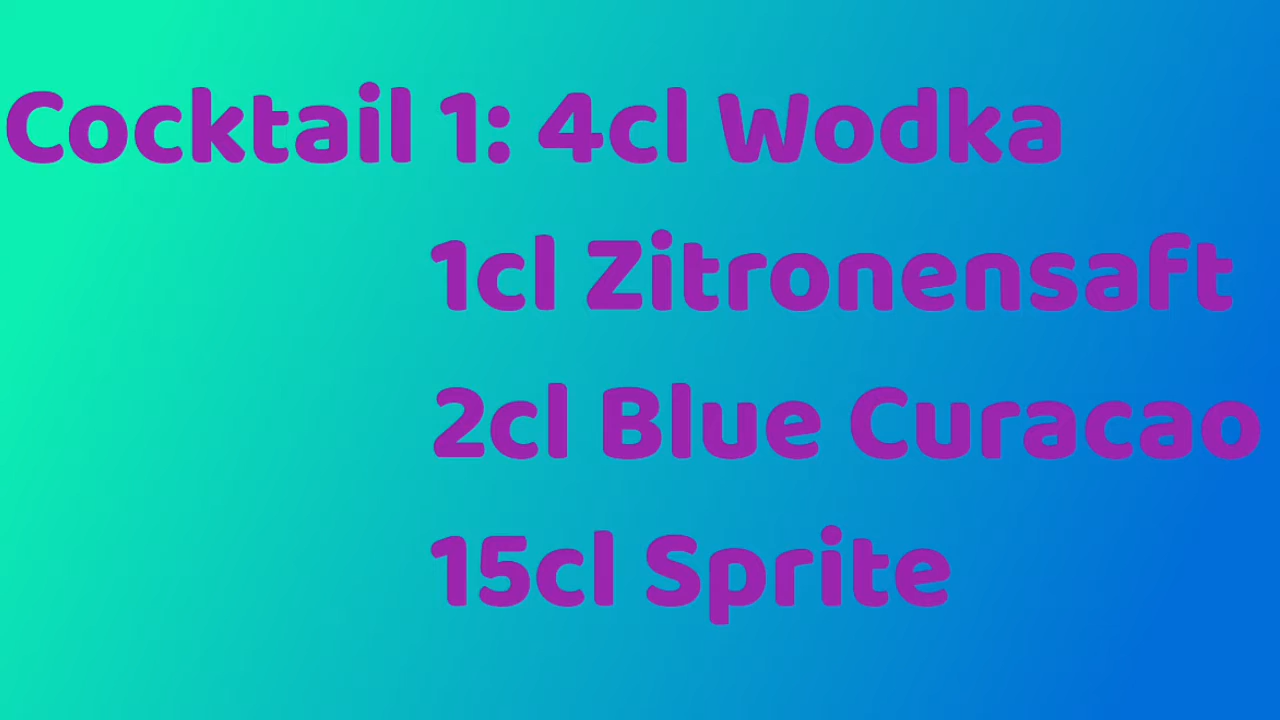 Cocktail 1: 4cl Wodka
1cl Zitronensaft
2cl Blue Curacao
15cl Sprite